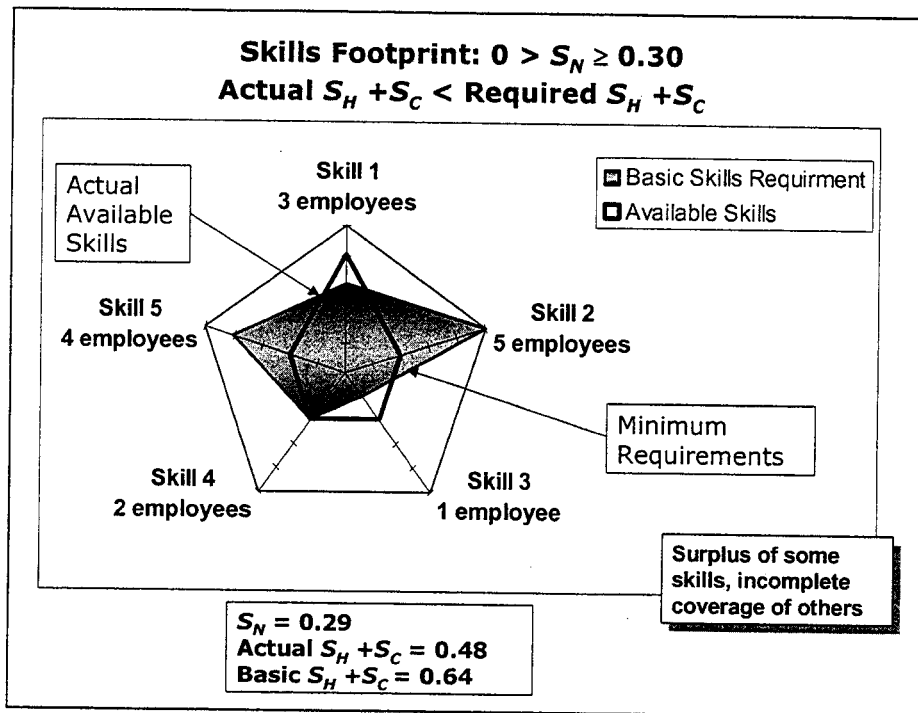 Skills Footprint: 0 > S_N ≥ 0.30
Actual S_H +S_C < Required S_H +S_C
Actual
Available
Skills
Skill 1
3 employees
Basic Skills Requirment
Available Skills
Skill 5
4 employees
Skill 2
5 employees
Minimum
Requirements
Skill 4
2 employees
Skill 3
1 employee
Surplus of some
skills, incomplete
coverage of others
S_N = 0.29
Actual S_H +S_C = 0.48
Basic S_H +S_C = 0.64